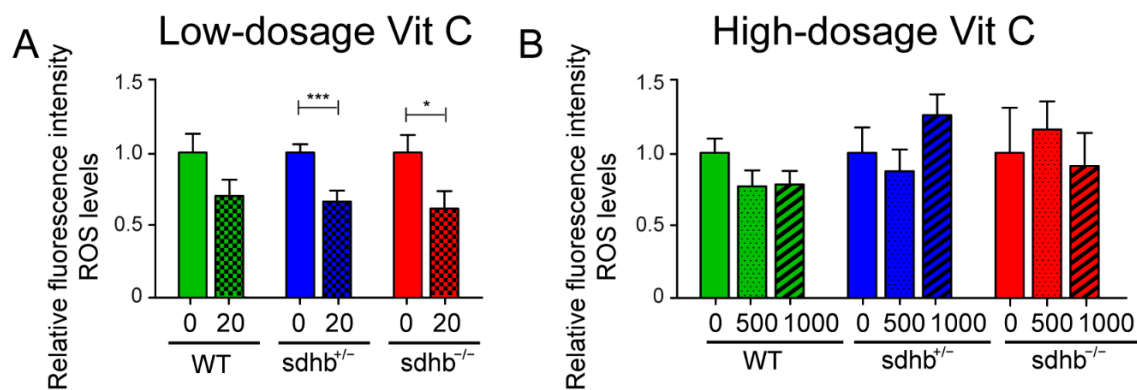 A
Low-dosage Vit C
Relative fluorescence intensity
ROS levels
1.5
1.0
0.5
0
***
*
0 20 0 20 0 20
WT sdhb+/− sdhb−/−
B
High-dosage Vit C
Relative fluorescence intensity
ROS levels
1.5
1.0
0.5
0
0 500 1000 0 500 1000 0 500 1000
WT sdhb+/− sdhb−/−